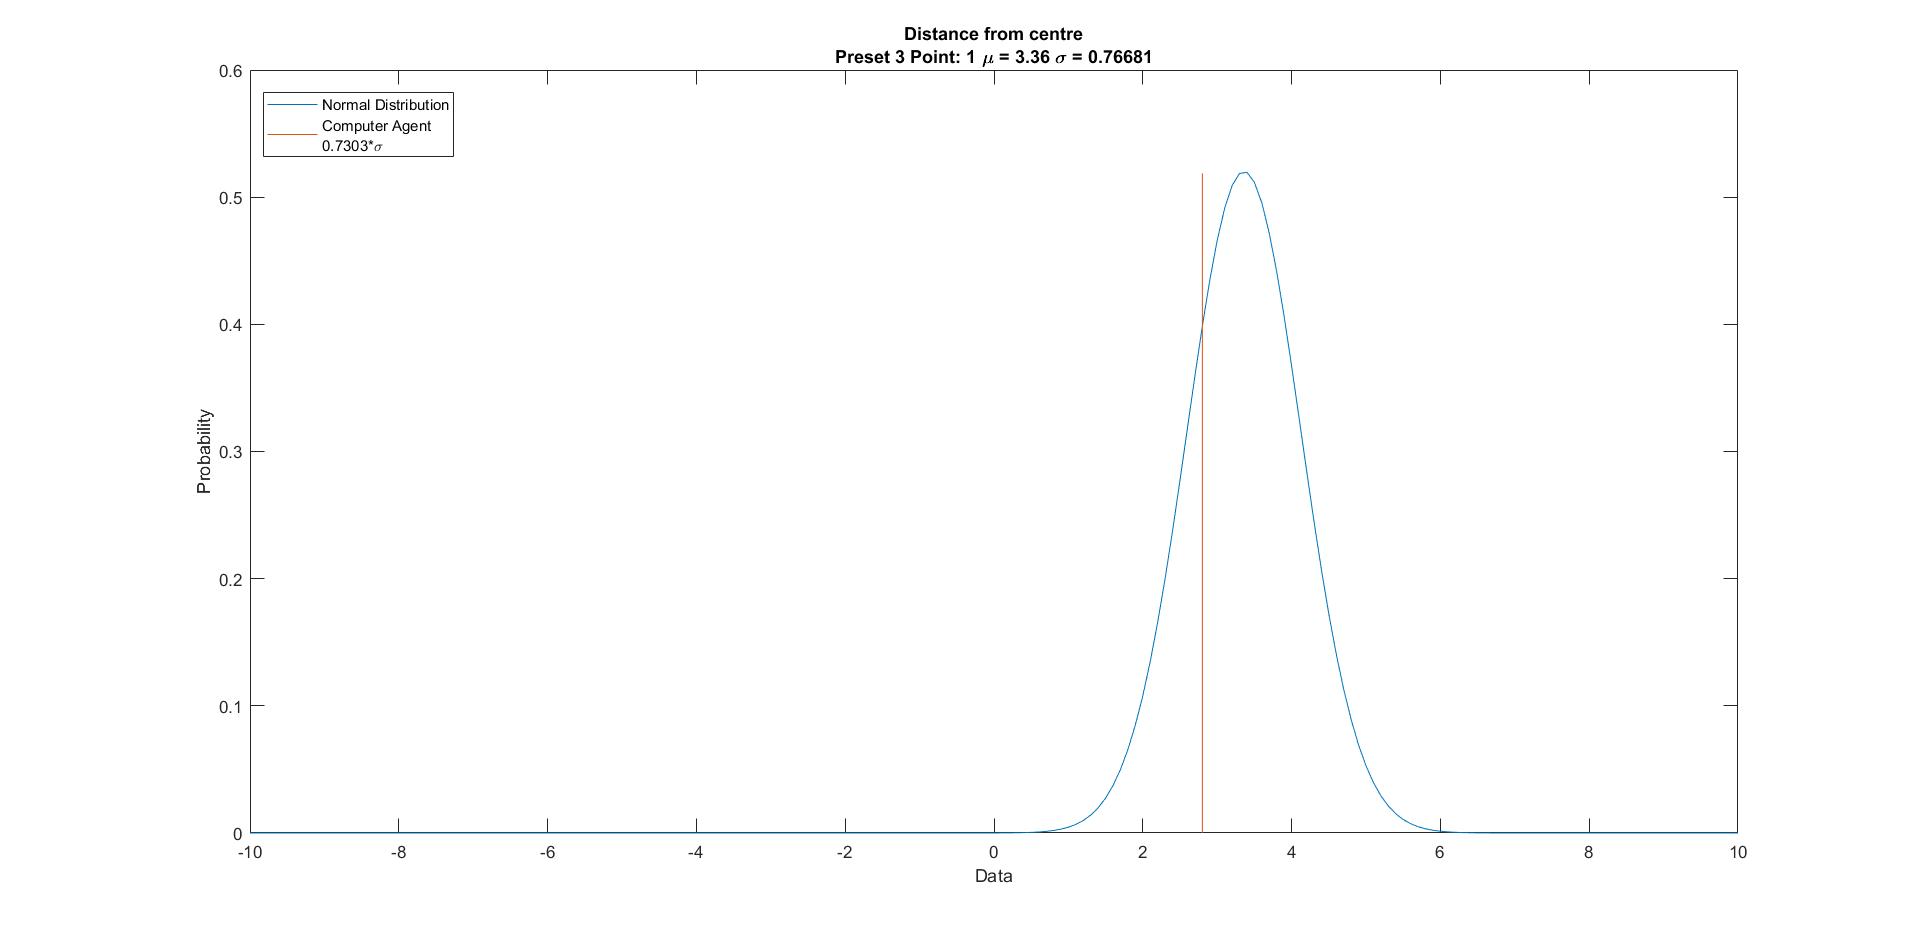 Distance from centre
Preset 3 Point: 1 μ = 3.36 σ = 0.76681
Normal Distribution
Computer Agent
0.7303*σ
Probability
0.6
0.5
0.4
0.3
0.2
0.1
0
-10 -8 -6 -4 -2 0 2 4 6 8 10
Data